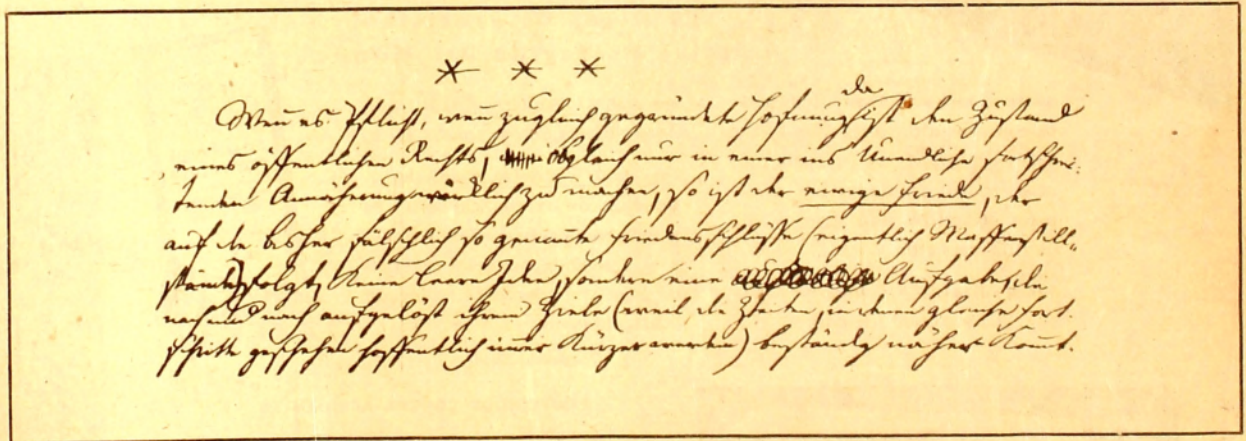 * * *
da
Wenn es Pflicht, wenn zugleich gegründete Hofnung ist den Zustand
eines öffentlichen Rechts, obgleich nur in einer ins Unendliche fortschrei-
tenden Annäherung wirklich zu machen, so ist der ewige Friede, der
auf die bisher fälschlich so genannte Friedensschlüsse (eigentlich Waffenstill-
stände) folgt, keine leere Idee, sondern eine Aufgabe, die
nach und nach aufgelöst ihrem Ziele (weil die Zeiten, in denen gleiche Fort-
schritte geschehen hoffentlich immer kürzer werden) beständig näher kommt.